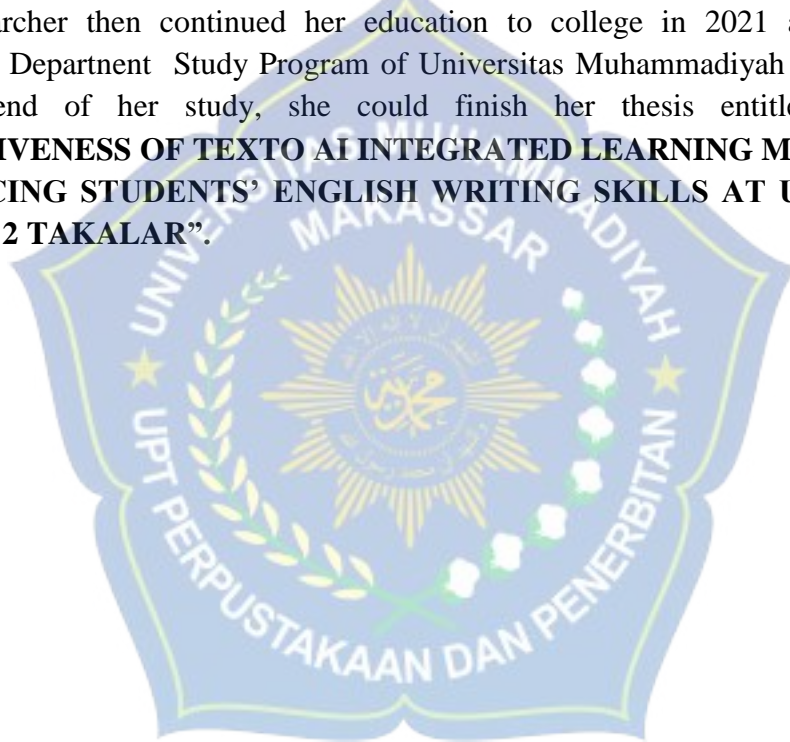 archer then continued her education to college in 2021 a
Departnent Study Program of Universitas Muhammadiyah
end of her study, she could finish her thesis entitle
IVENESS OF TEXTO AI INTEGRATED LEARNING M
CING STUDENTS’ ENGLISH WRITING SKILLS AT U
2 TAKALAR”.
UNIVERSITAS MUHAMMADIYAH
MAKASSAR
UPT PERPUSTAKAAN DAN PENERBITAN